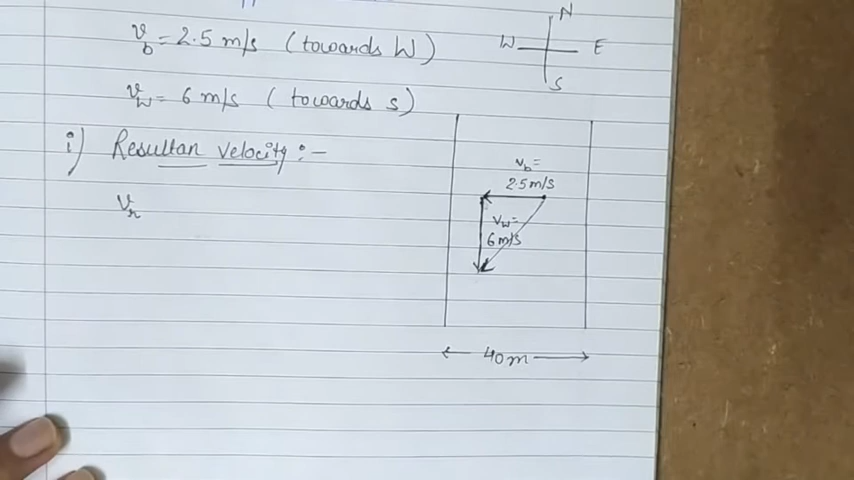 v_b = 2.5 m/s (towards W)
N
W E
S
v_w = 6 m/s (towards s)
i) Resultan velocity :-
v_r
v_b =
2.5 m/s
v_w =
6 m/s
40 m